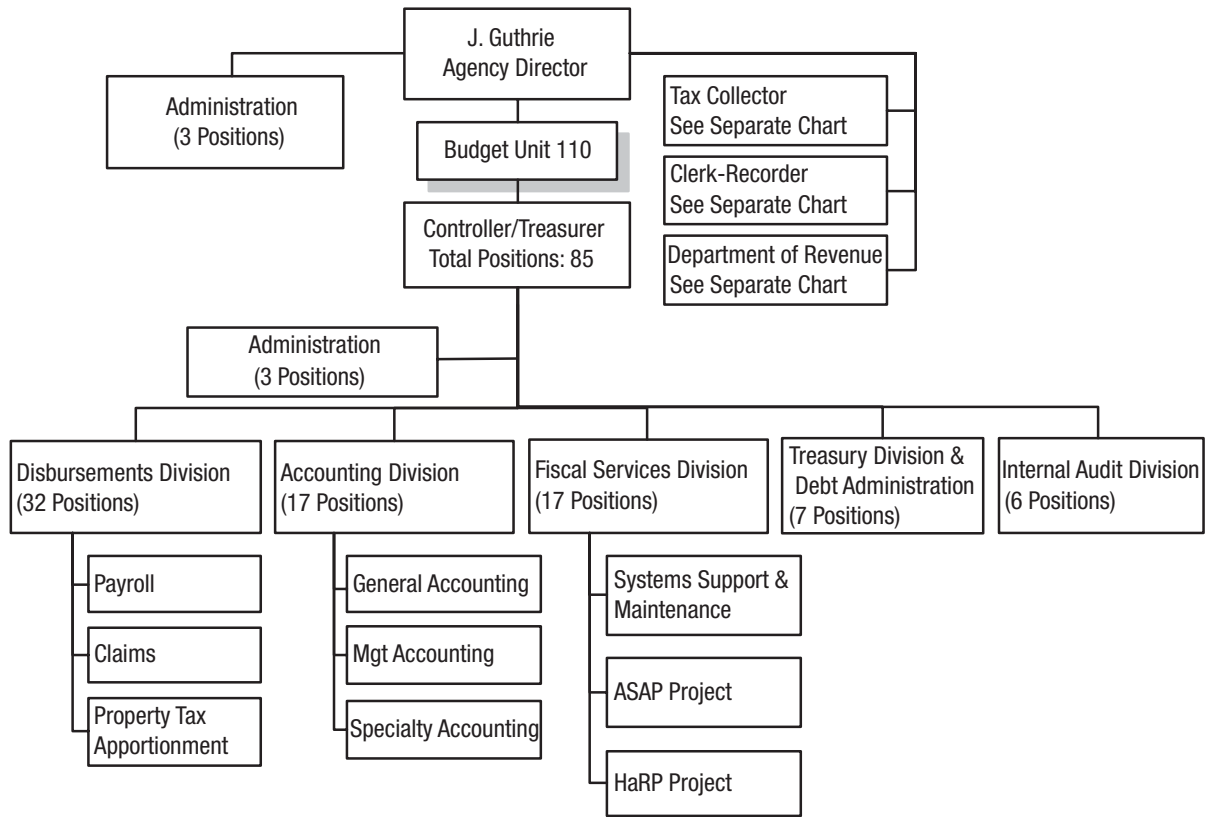 J. Guthrie
Agency Director
Administration
(3 Positions)
Tax Collector
See Separate Chart
Budget Unit 110
Clerk-Recorder
See Separate Chart
Controller/Treasurer
Total Positions: 85
Department of Revenue
See Separate Chart
Administration
(3 Positions)
Disbursements Division
(32 Positions)
Accounting Division
(17 Positions)
Fiscal Services Division
(17 Positions)
Treasury Division &
Debt Administration
(7 Positions)
Internal Audit Division
(6 Positions)
Payroll
Claims
Property Tax
Apportionment
General Accounting
Mgt Accounting
Specialty Accounting
Systems Support &
Maintenance
ASAP Project
HaRP Project